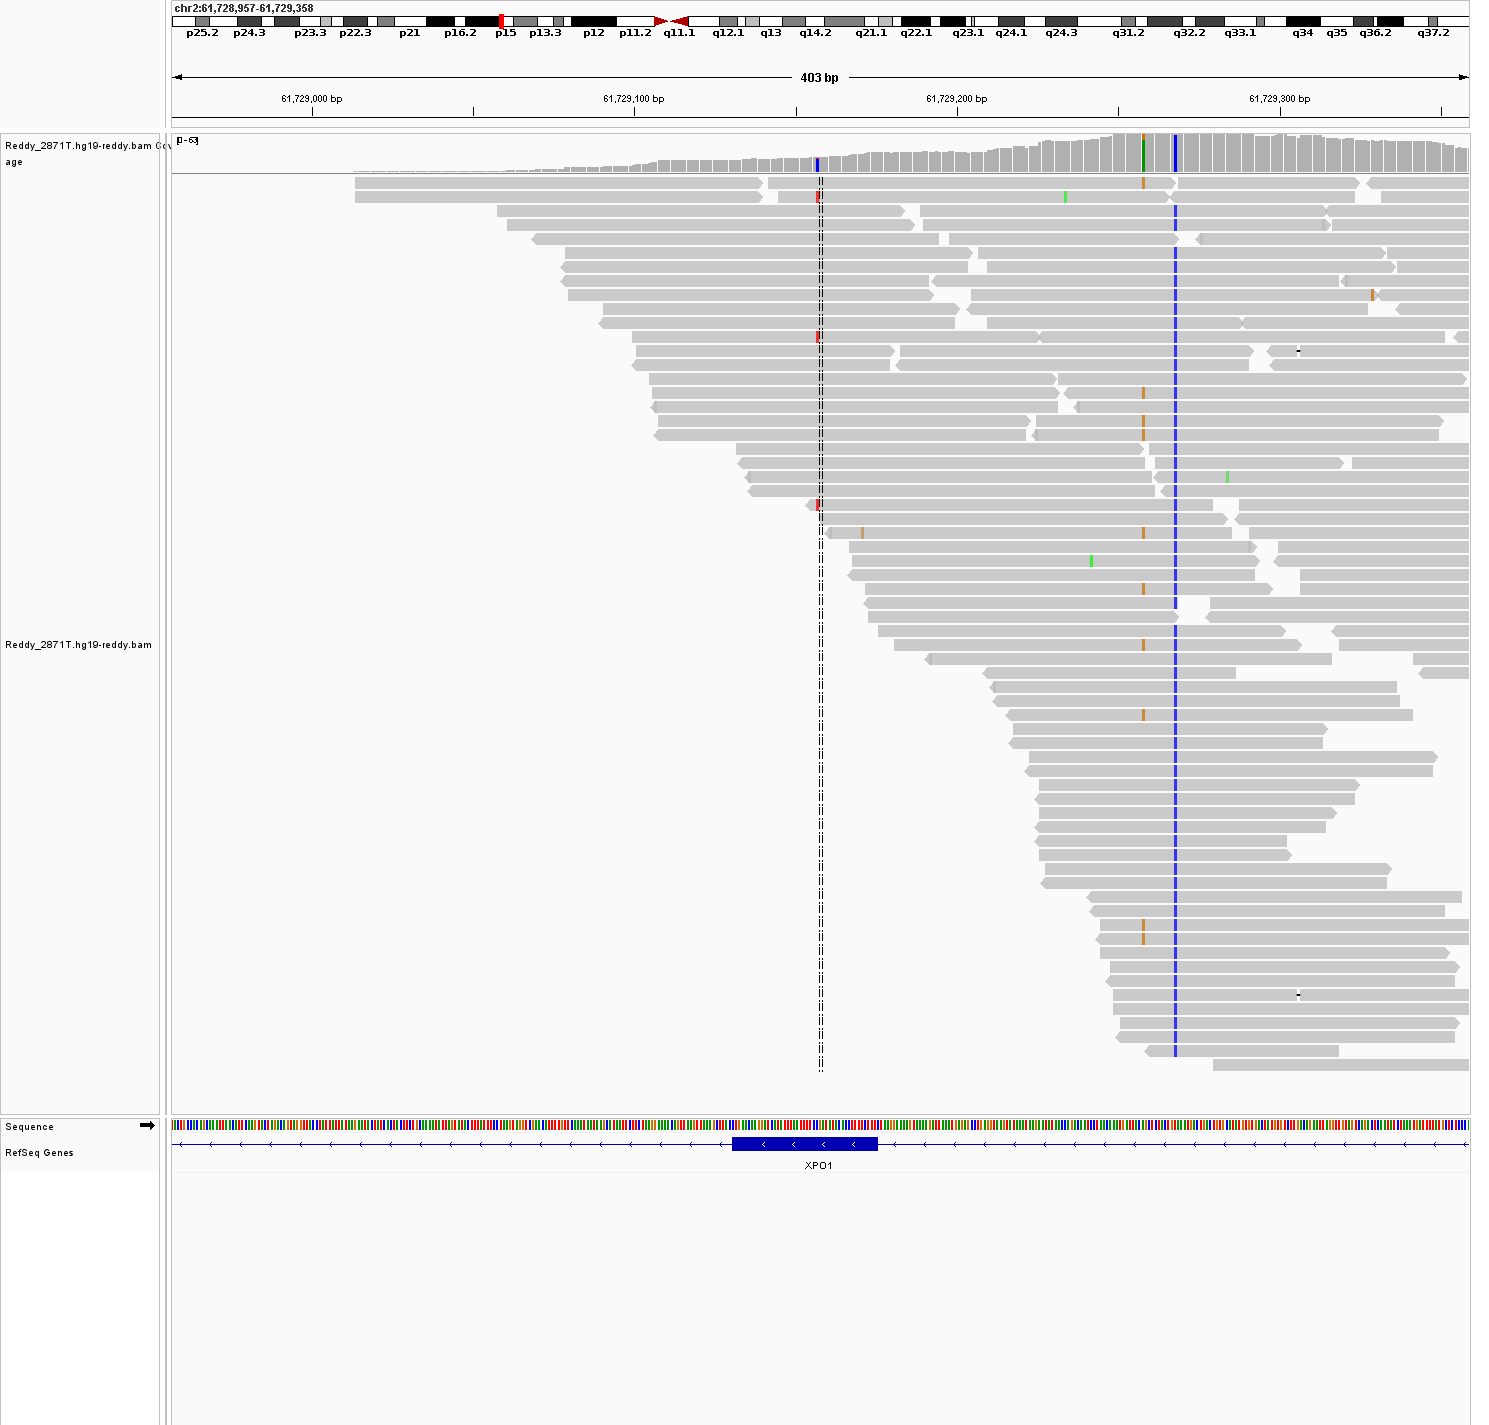 chr2:61,728,957-61,729,358
p25.2 p24.3 p23.3 p22.3 p21 p16.2 p15 p13.3 p12 p11.2 q11.1 q12.1 q13 q14.2 q21.1 q22.1 q23.1 q24.1 q24.3 q31.2 q32.2 q33.1 q34 q35 q36.2 q37.2
403 bp
61,729,000 bp 61,729,100 bp 61,729,200 bp 61,729,300 bp
[0-63]
Reddy_2871T.hg19-reddy.bam Cov
age
Reddy_2871T.hg19-reddy.bam
Sequence
RefSeq Genes
XPO1